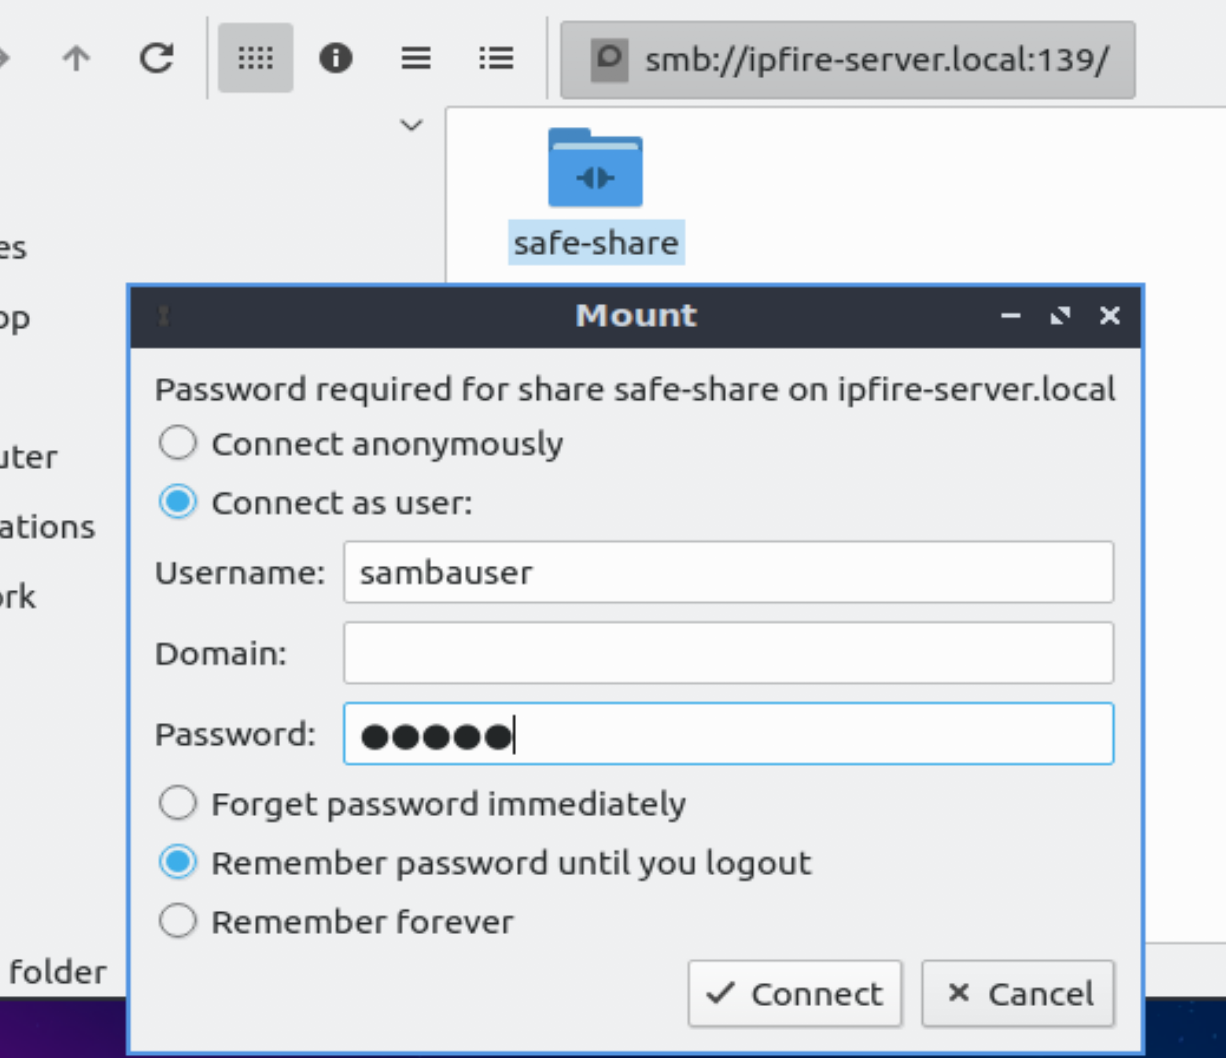 smb://ipfire-server.local:139/
safe-share
es
op
uter
ations
ork
folder
Mount
Password required for share safe-share on ipfire-server.local
Connect anonymously
Connect as user:
Username: sambauser
Domain:
Password: ●●●●●
Forget password immediately
Remember password until you logout
Remember forever
Connect Cancel